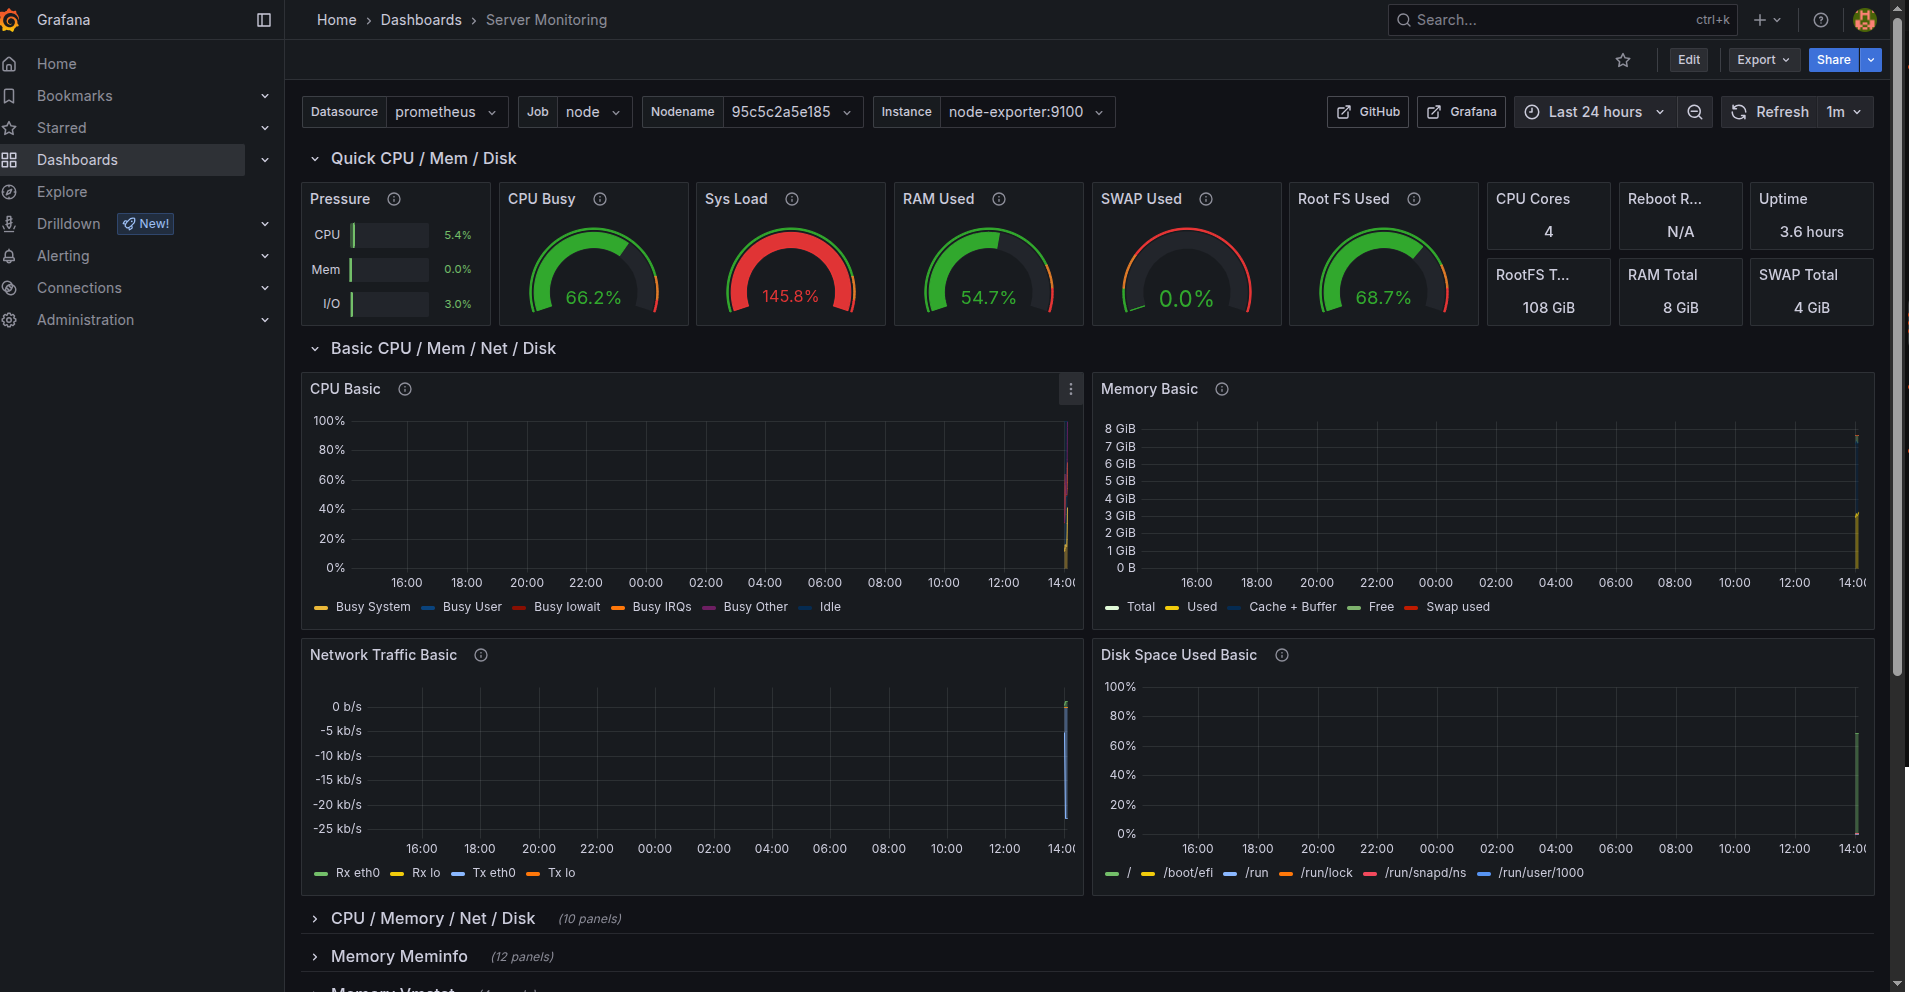 Grafana
Home › Dashboards › Server Monitoring
Search... ctrl+k
Edit Export Share
Home
Bookmarks
Starred
Dashboards
Explore
Drilldown New!
Alerting
Connections
Administration
Datasource prometheus Job node Nodename 95c5c2a5e185 Instance node-exporter:9100
GitHub Grafana Last 24 hours Refresh 1m
Quick CPU / Mem / Disk
Pressure
CPU 5.4%
Mem 0.0%
I/O 3.0%
CPU Busy
66.2%
Sys Load
145.8%
RAM Used
54.7%
SWAP Used
0.0%
Root FS Used
68.7%
CPU Cores
4
Reboot R...
N/A
Uptime
3.6 hours
RootFS T...
108 GiB
RAM Total
8 GiB
SWAP Total
4 GiB
Basic CPU / Mem / Net / Disk
CPU Basic
100%
80%
60%
40%
20%
0%
16:00 18:00 20:00 22:00 00:00 02:00 04:00 06:00 08:00 10:00 12:00 14:00
Busy System Busy User Busy Iowait Busy IRQs Busy Other Idle
Memory Basic
8 GiB
7 GiB
6 GiB
5 GiB
4 GiB
3 GiB
2 GiB
1 GiB
0 B
16:00 18:00 20:00 22:00 00:00 02:00 04:00 06:00 08:00 10:00 12:00 14:00
Total Used Cache + Buffer Free Swap used
Network Traffic Basic
0 b/s
-5 kb/s
-10 kb/s
-15 kb/s
-20 kb/s
-25 kb/s
16:00 18:00 20:00 22:00 00:00 02:00 04:00 06:00 08:00 10:00 12:00 14:00
Rx eth0 Rx lo Tx eth0 Tx lo
Disk Space Used Basic
100%
80%
60%
40%
20%
0%
16:00 18:00 20:00 22:00 00:00 02:00 04:00 06:00 08:00 10:00 12:00 14:00
/ /boot/efi /run /run/lock /run/snapd/ns /run/user/1000
CPU / Memory / Net / Disk (10 panels)
Memory Meminfo (12 panels)